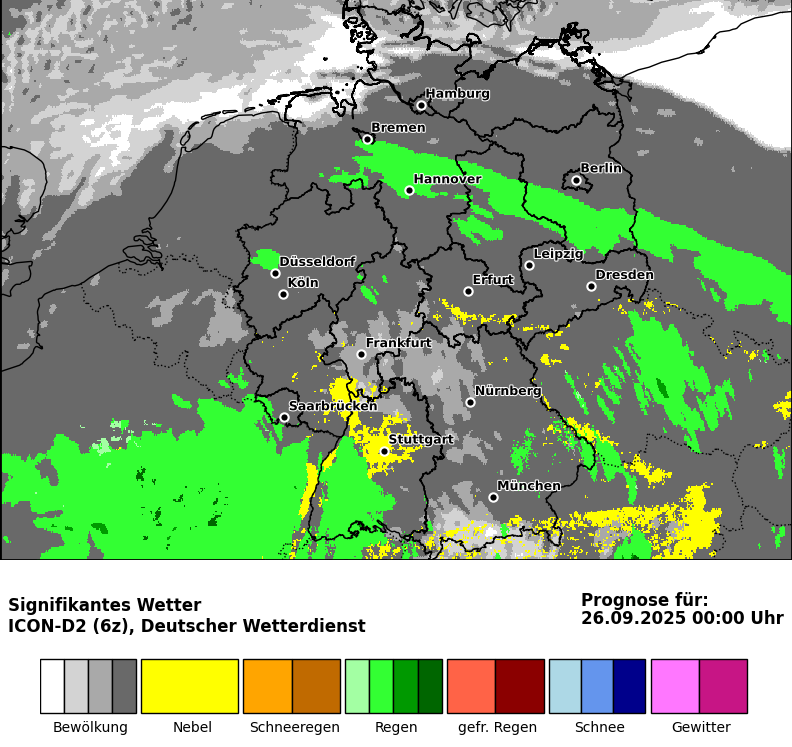 Hamburg
Bremen
Berlin
Hannover
Leipzig
Düsseldorf
Dresden
Köln
Erfurt
Frankfurt
Nürnberg
Saarbrücken
Stuttgart
München
Signifikantes Wetter
ICON-D2 (6z), Deutscher Wetterdienst
Prognose für:
26.09.2025 00:00 Uhr
Bewölkung Nebel Schneeregen Regen gefr. Regen Schnee Gewitter